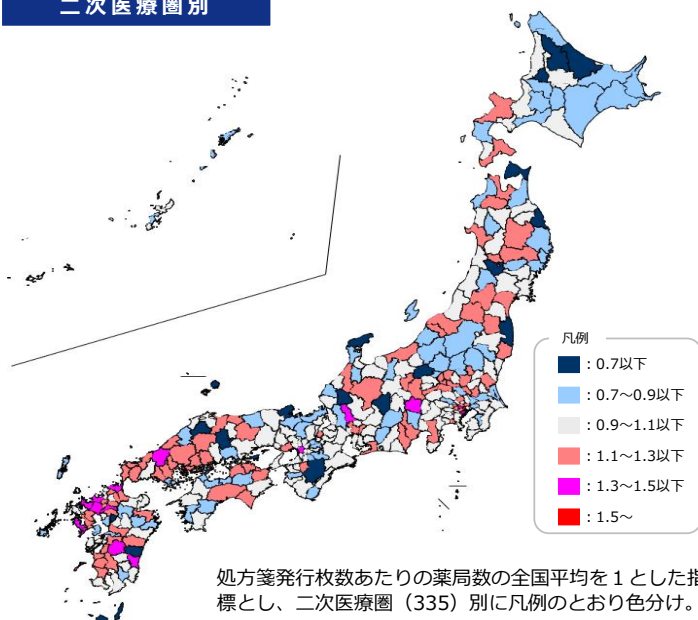 二次医療圏別
凡例
：0.7以下
：0.7～0.9以下
：0.9～1.1以下
：1.1～1.3以下
：1.3～1.5以下
：1.5～
処方箋発行枚数あたりの薬局数の全国平均を１とした指
標とし、二次医療圏（335）別に凡例のとおり色分け。